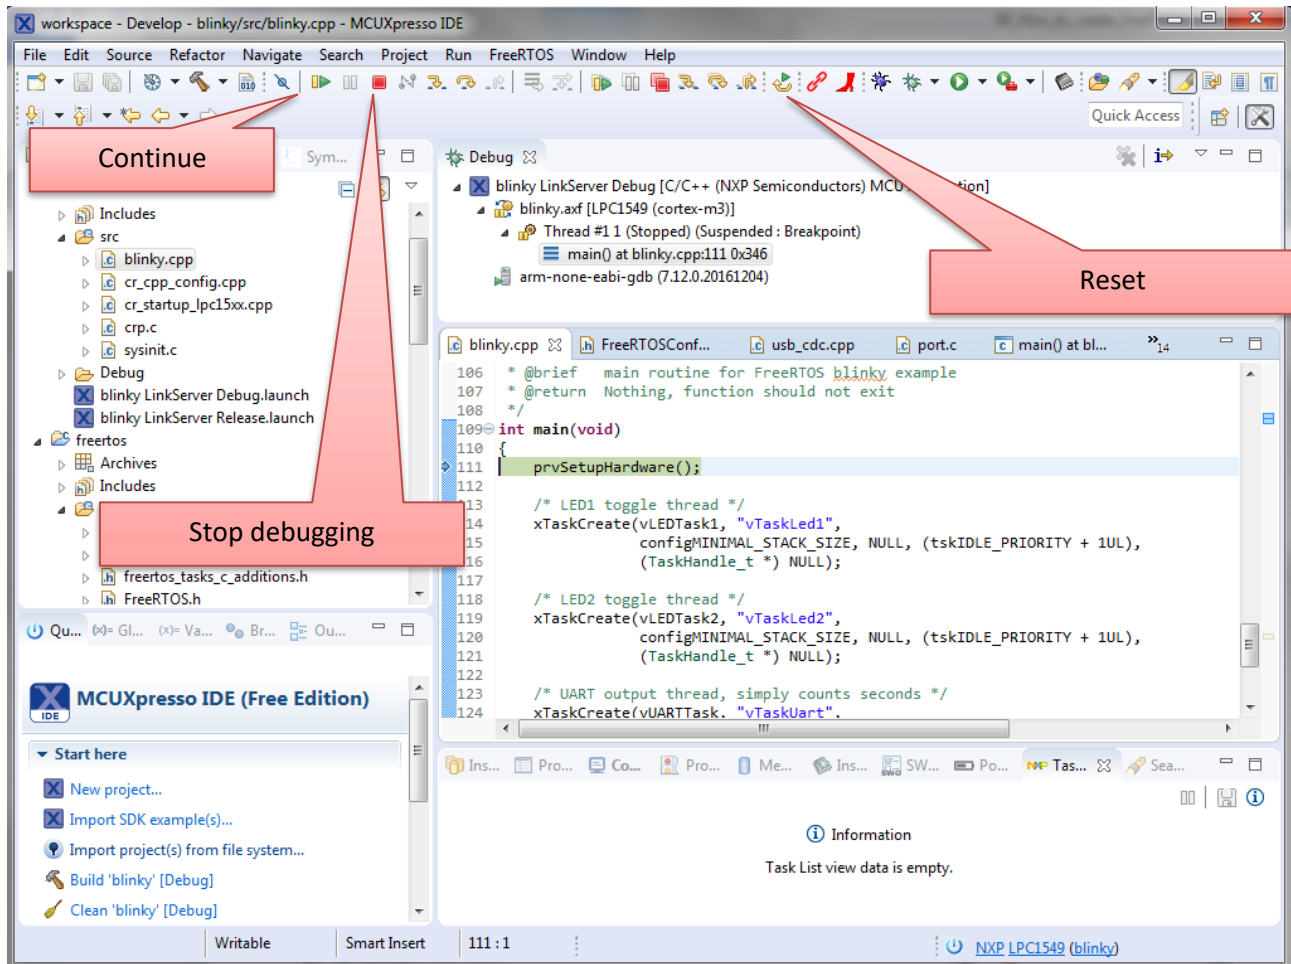 workspace - Develop - blinky/src/blinky.cpp - MCUXpresso IDE
File Edit Source Refactor Navigate Search Project Run FreeRTOS Window Help
Quick Access
Continue
Sym...
Includes
src
blinky.cpp
cr_cpp_config.cpp
cr_startup_lpc15xx.cpp
crp.c
sysinit.c
Debug
blinky LinkServer Debug.launch
blinky LinkServer Release.launch
freertos
Archives
Includes
Stop debugging
freertos_tasks_c_additions.h
FreeRTOS.h
Debug
blinky LinkServer Debug [C/C++ (NXP Semiconductors) MCU
blinky.axf [LPC1549 (cortex-m3)]
Thread #1 1 (Stopped) (Suspended : Breakpoint)
main() at blinky.cpp:111 0x346
arm-none-eabi-gdb (7.12.0.20161204)
Reset
blinky.cpp FreeRTOSConf... usb_cdc.cpp port.c main() at bl... »14
106 * @brief main routine for FreeRTOS blinky example
107 * @return Nothing, function should not exit
108 */
109 int main(void)
110 {
111 prvSetupHardware();
112
113 /* LED1 toggle thread */
14 xTaskCreate(vLEDTask1, "vTaskLed1",
15 configMINIMAL_STACK_SIZE, NULL, (tskIDLE_PRIORITY + 1UL),
16 (TaskHandle_t *) NULL);
117
118 /* LED2 toggle thread */
119 xTaskCreate(vLEDTask2, "vTaskLed2",
120 configMINIMAL_STACK_SIZE, NULL, (tskIDLE_PRIORITY + 1UL),
121 (TaskHandle_t *) NULL);
122
123 /* UART output thread, simply counts seconds */
124 xTaskCreate(vUARTTask, "vTaskUart",
Qu... (x)= Gl... (x)= Va... Br... Ou...
MCUXpresso IDE (Free Edition)
IDE
Start here
New project...
Import SDK example(s)...
Import project(s) from file system...
Build 'blinky' [Debug]
Clean 'blinky' [Debug]
Ins... Pro... Co... Pro... Me... Ins... SW... Po... Tas... Sea...
Information
Task List view data is empty.
Writable Smart Insert 111 : 1 NXP LPC1549 (blinky)